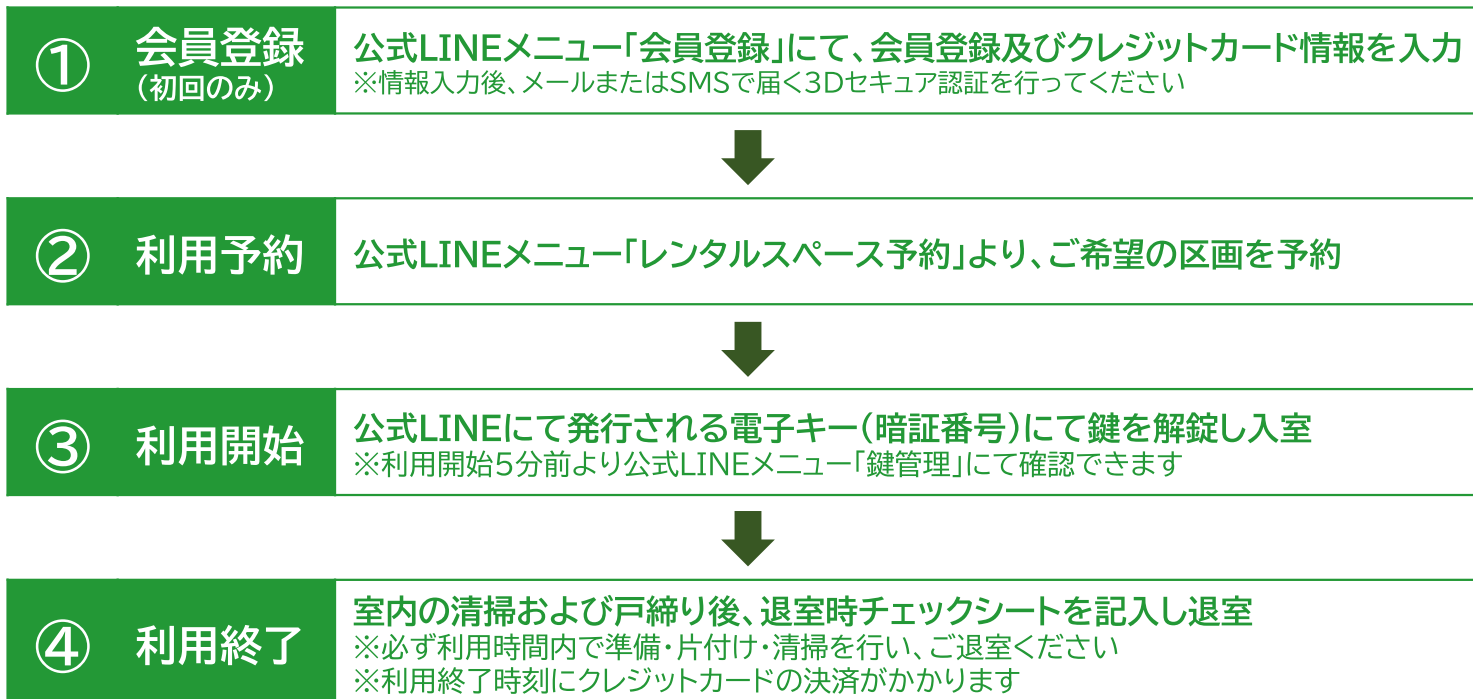 ①
会員登録
(初回のみ)
公式LINEメニュー「会員登録」にて、会員登録及びクレジットカード情報を入力
※情報入力後、メールまたはSMSで届く3Dセキュア認証を行ってください
②
利用予約
公式LINEメニュー「レンタルスペース予約」より、ご希望の区画を予約
③
利用開始
公式LINEにて発行される電子キー(暗証番号)にて鍵を解錠し入室
※利用開始5分前より公式LINEメニュー「鍵管理」にて確認できます
④
利用終了
室内の清掃および戸締り後、退室時チェックシートを記入し退室
※必ず利用時間内で準備・片付け・清掃を行い、ご退室ください
※利用終了時刻にクレジットカードの決済がかかります